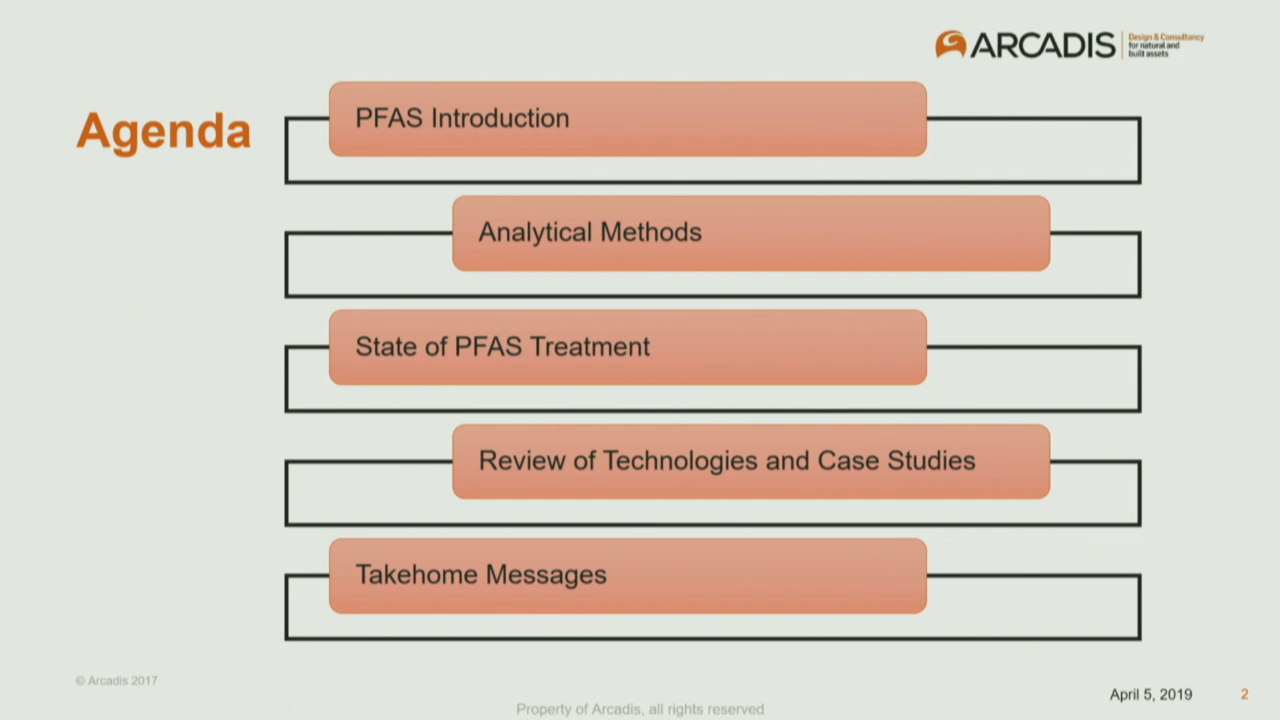 ARCADIS
Design & Consultancy
for natural and
built assets
Agenda
PFAS Introduction
Analytical Methods
State of PFAS Treatment
Review of Technologies and Case Studies
Takehome Messages
© Arcadis 2017
April 5, 2019
2
Property of Arcadis, all rights reserved